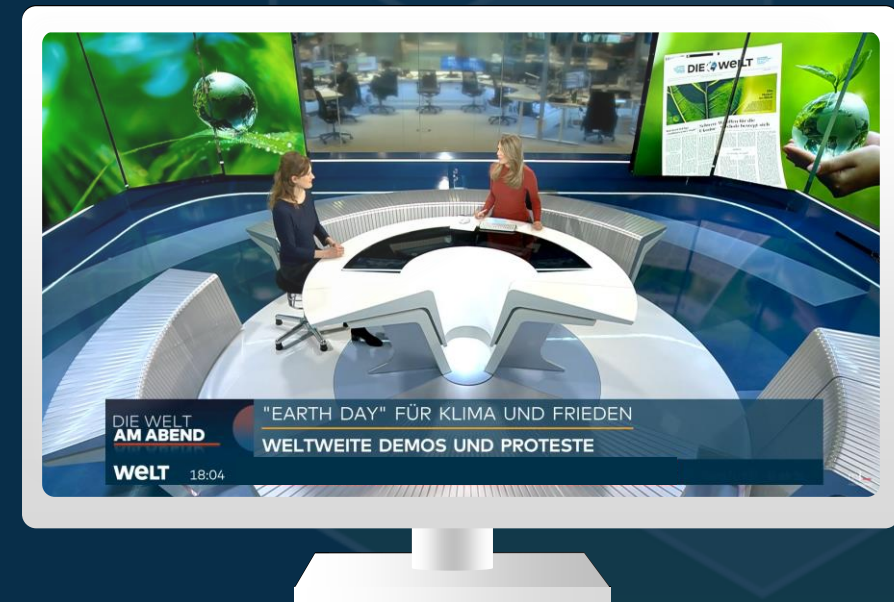 DIE WELT
"EARTH DAY" FÜR KLIMA UND FRIEDEN
WELTWEITE DEMOS UND PROTESTE
DIE WELT
AM ABEND
WELT 18:04